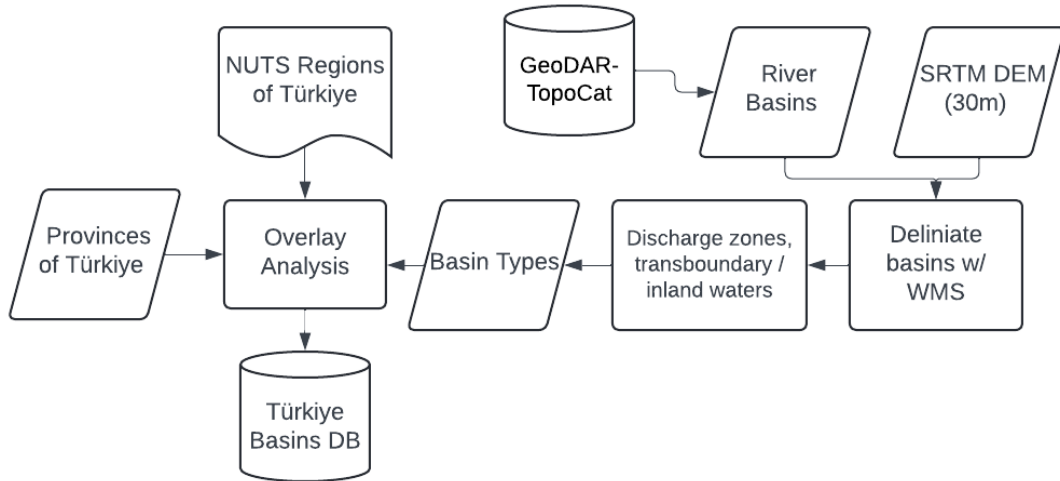 NUTS Regions
of Türkiye
GeoDAR-
TopoCat
River
Basins
SRTM DEM
(30m)
Provinces
of Türkiye
Overlay
Analysis
Basin Types
Discharge zones,
transboundary /
inland waters
Deliniate
basins w/
WMS
Türkiye
Basins DB